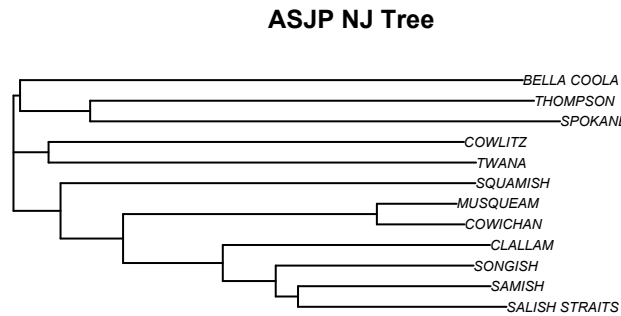 ASJP NJ Tree
BELLA COOLA
THOMPSON
SPOKANE
COWLITZ
TWANA
SQUAMISH
MUSQUEAM
COWICHAN
CLALLAM
SONGISH
SAMISH
SALISH STRAITS